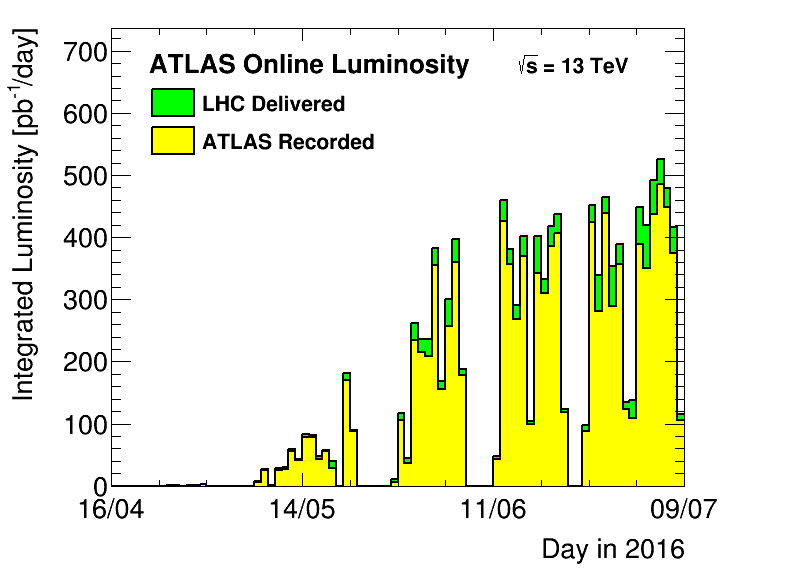 Integrated Luminosity [pb⁻¹/day]
700
600
500
400
300
200
100
0
ATLAS Online Luminosity √s = 13 TeV
LHC Delivered
ATLAS Recorded
16/04 14/05 11/06 09/07
Day in 2016